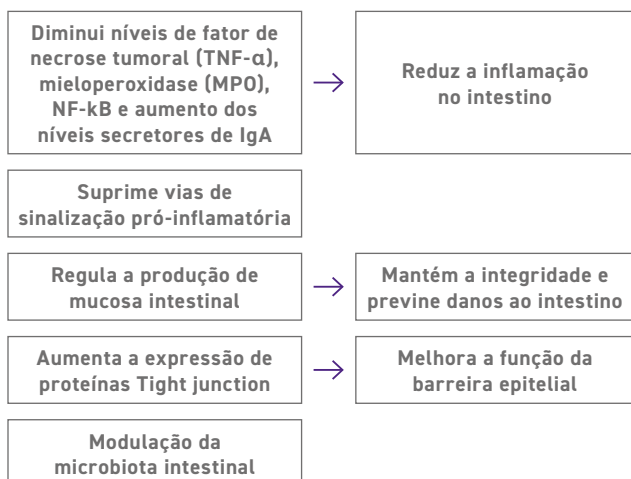 Diminui níveis de fator de
necrose tumoral (TNF-α),
mieloperoxidase (MPO),
NF-kB e aumento dos
níveis secretores de IgA
Reduz a inflamação
no intestino
Suprime vias de
sinalização pró-inflamatória
Regula a produção de
mucosa intestinal
Mantém a integridade e
previne danos ao intestino
Aumenta a expressão de
proteínas Tight junction
Melhora a função da
barreira epitelial
Modulação da
microbiota intestinal